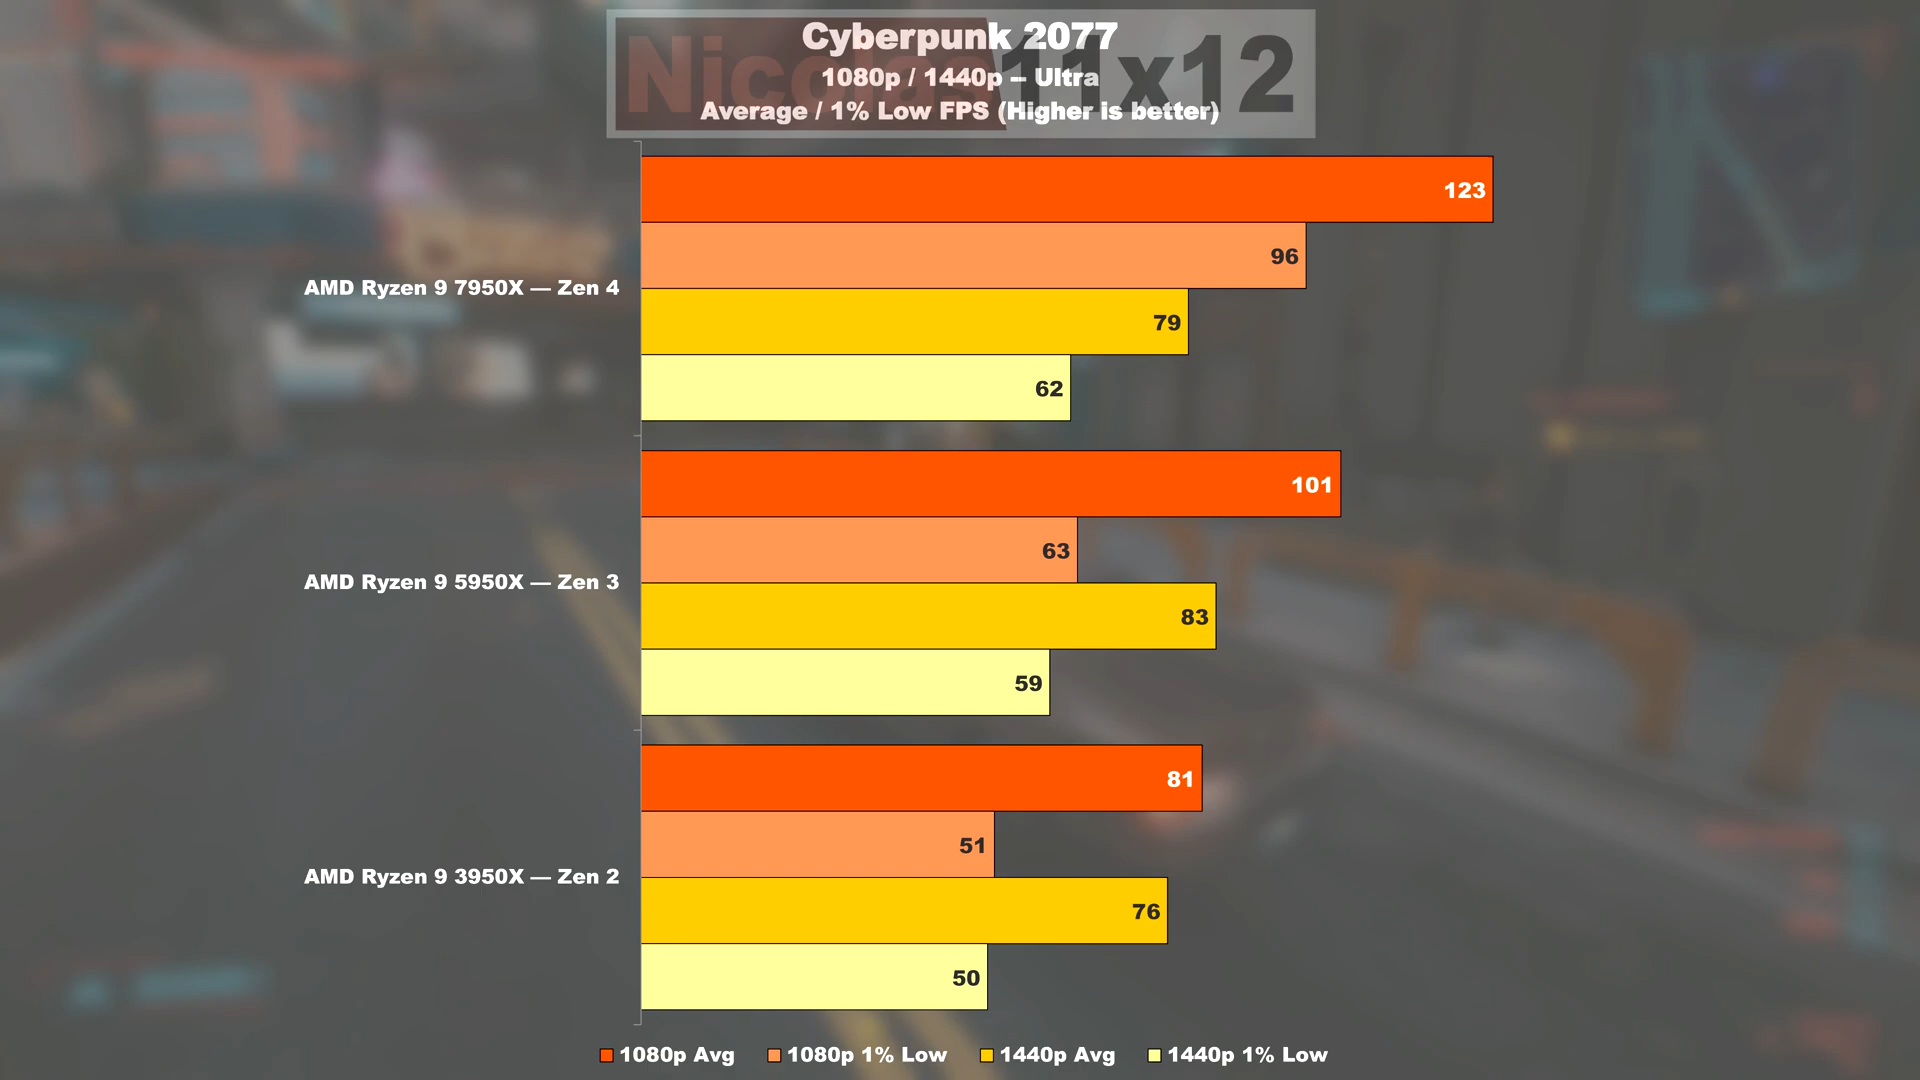 Nicolas11x12
Cyberpunk 2077
1080p / 1440p – Ultra
Average / 1% Low FPS (Higher is better)
AMD Ryzen 9 7950X — Zen 4
123
96
79
62
AMD Ryzen 9 5950X — Zen 3
101
63
83
59
AMD Ryzen 9 3950X — Zen 2
81
51
76
50
1080p Avg
1080p 1% Low
1440p Avg
1440p 1% Low